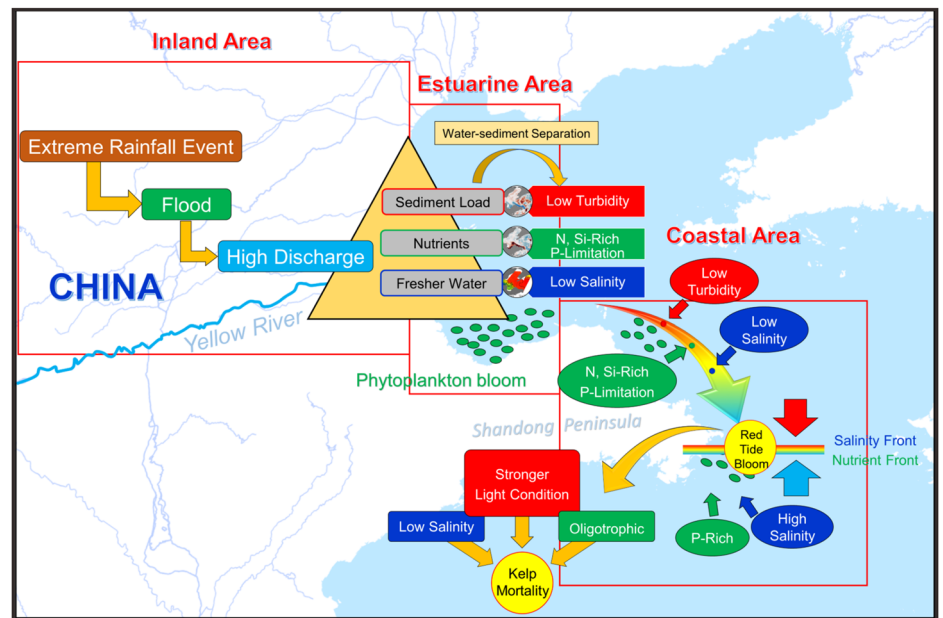 Inland Area
Estuarine Area
Water-sediment Separation
Extreme Rainfall Event
Flood
High Discharge
CHINA
Yellow River
Sediment Load
Low Turbidity
Nutrients
N, Si-Rich
P-Limitation
Fresher Water
Low Salinity
Phytoplankton bloom
Coastal Area
Low
Turbidity
Low
Salinity
N, Si-Rich
P-Limitation
Shandong Peninsula
Red
Tide
Bloom
Salinity Front
Nutrient Front
Stronger
Light Condition
Low Salinity
Oligotrophic
P-Rich
High
Salinity
Kelp
Mortality